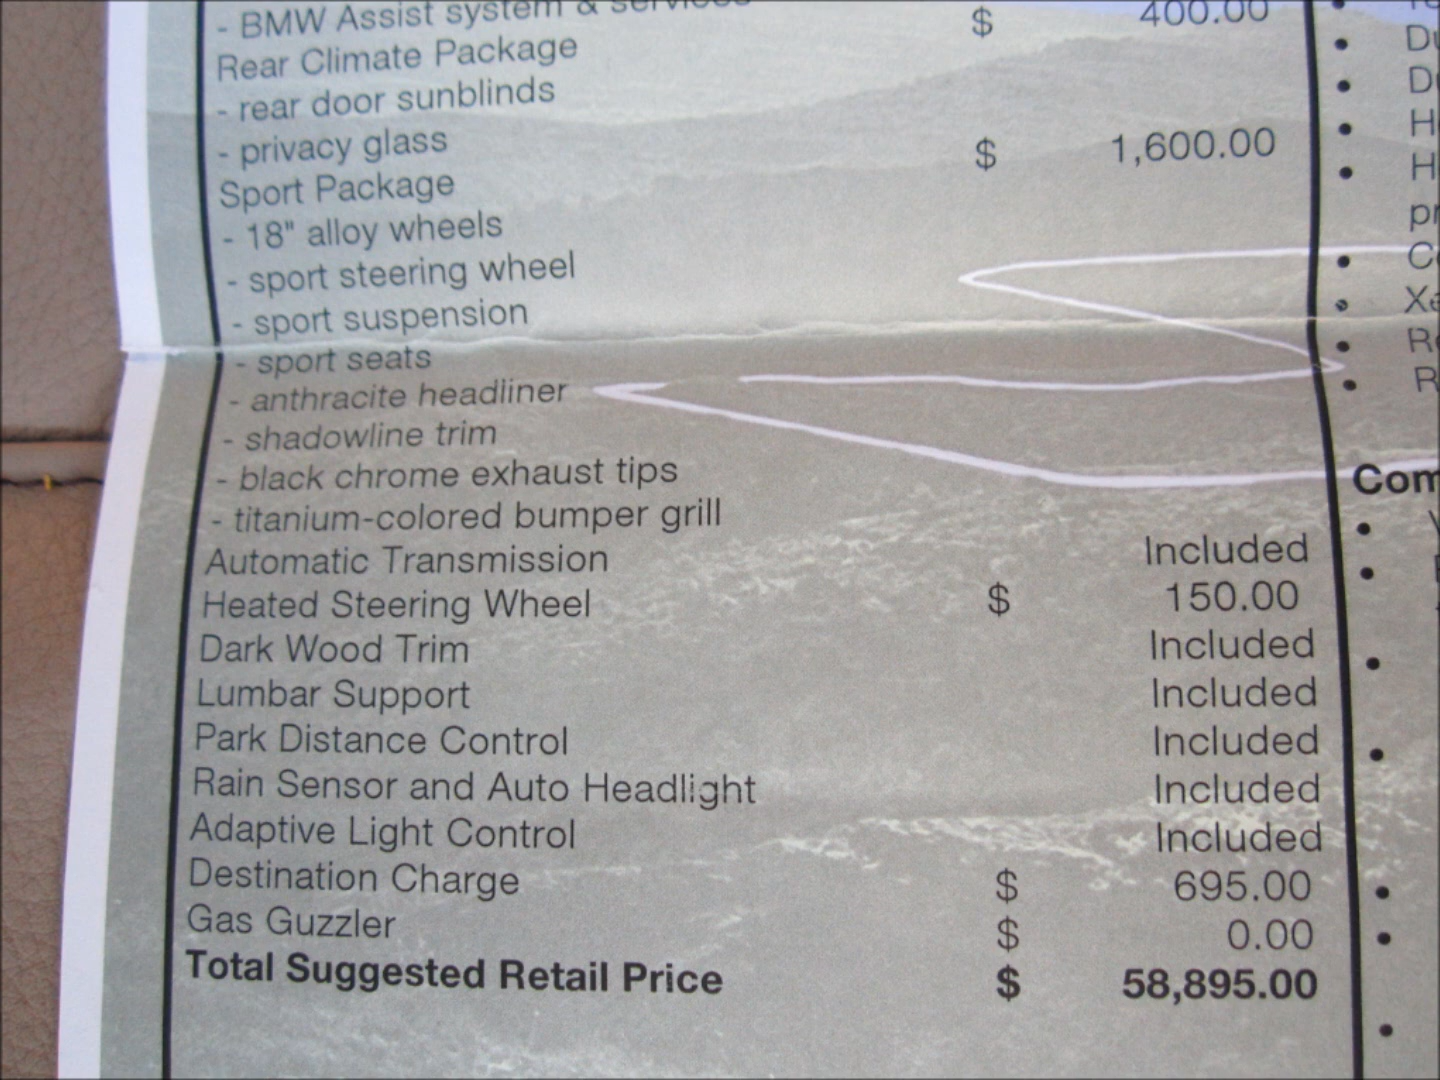 - BMW Assist system & services $ 400.00
Rear Climate Package
- rear door sunblinds
- privacy glass $ 1,600.00
Sport Package
- 18" alloy wheels
- sport steering wheel
- sport suspension
- sport seats
- anthracite headliner
- shadowline trim
- black chrome exhaust tips
- titanium-colored bumper grill
Automatic Transmission Included
Heated Steering Wheel $ 150.00
Dark Wood Trim Included
Lumbar Support Included
Park Distance Control Included
Rain Sensor and Auto Headlight Included
Adaptive Light Control Included
Destination Charge $ 695.00
Gas Guzzler $ 0.00
Total Suggested Retail Price $ 58,895.00